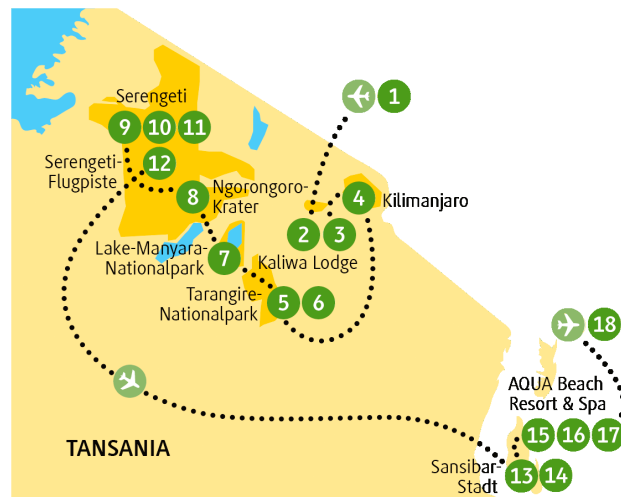 1
Serengeti
9 10 11
Serengeti-
Flugpiste
12
Ngorongoro-
Krater
8
4
Kilimanjaro
2 3
Kaliwa Lodge
Lake-Manyara-
Nationalpark
7
Tarangire-
Nationalpark
5 6
18
AQUA Beach
Resort & Spa
15 16 17
TANSANIA
Sansibar-
Stadt
13 14